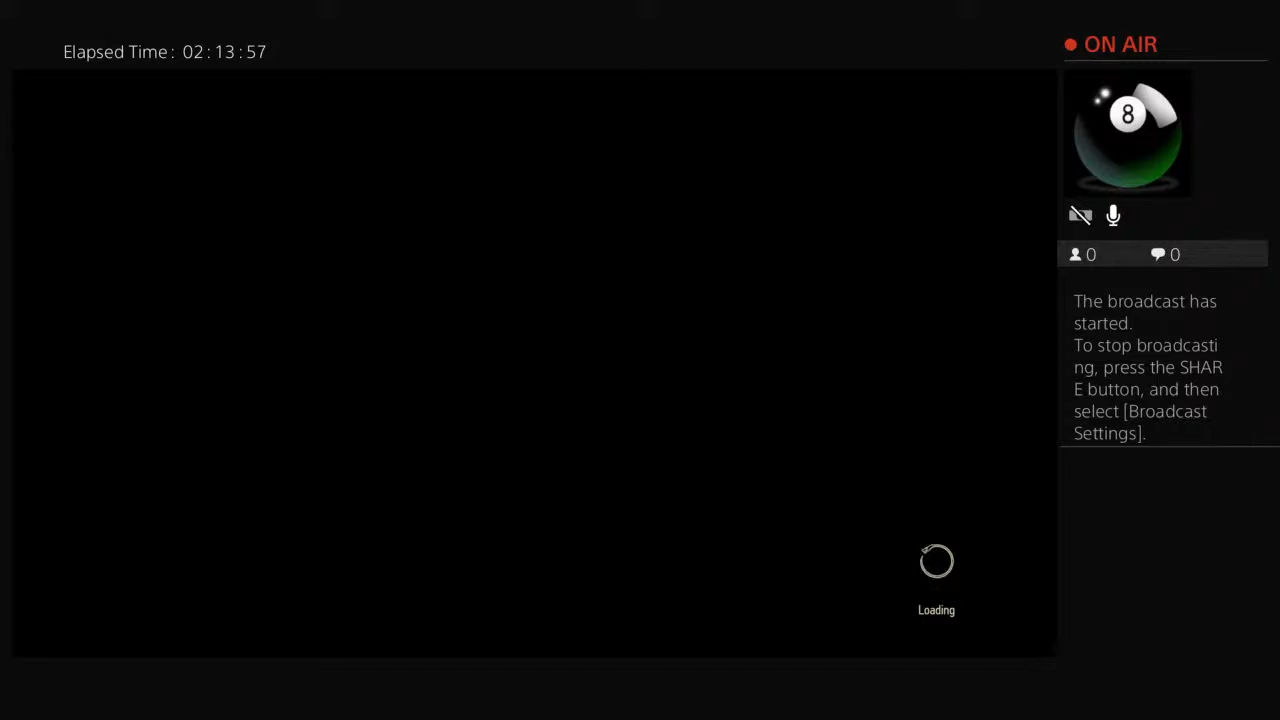 Elapsed Time: 02:13:57
ON AIR
8
0 0
The broadcast has
started.
To stop broadcasti
ng, press the SHAR
E button, and then
select [Broadcast
Settings].
Loading